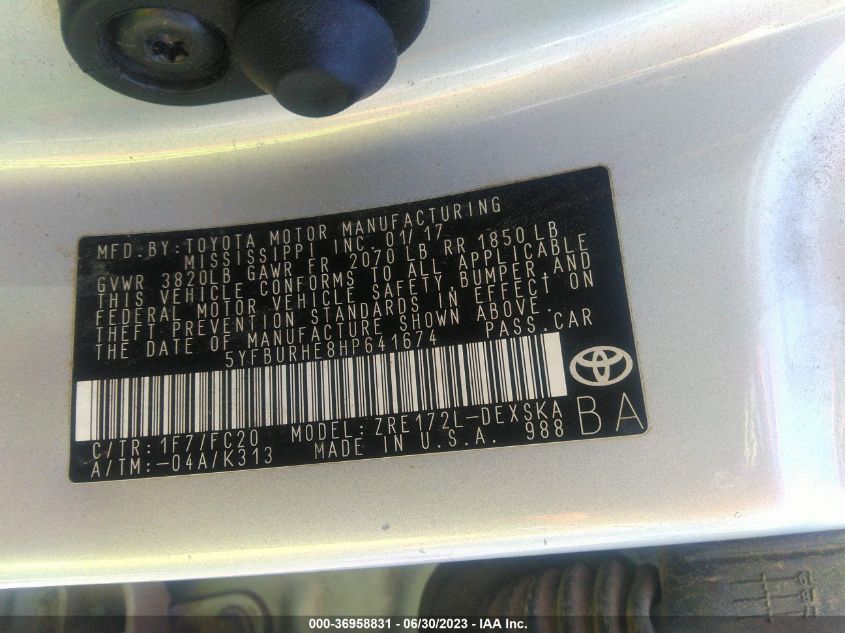 MFD.BY:TOYOTA MOTOR MANUFACTURING
MISSISSIPPI INC. 01/17
GVWR 3820LB GAWR FR 2070 LB RR 1850 LB
THIS VEHICLE CONFORMS TO ALL APPLICABLE
FEDERAL MOTOR VEHICLE SAFETY,BUMPER,AND
THEFT PREVENTION STANDARDS IN EFFECT ON
THE DATE OF MANUFACTURE SHOWN ABOVE.
5YFBURHE8HP641674 PASS.CAR
C/TR:1F7/FC20 MODEL:ZRE172L-DEXSKA
A/TM:-04A/K313 MADE IN U.S.A. 988
BA
000-36958831 - 06/30/2023 - IAA Inc.